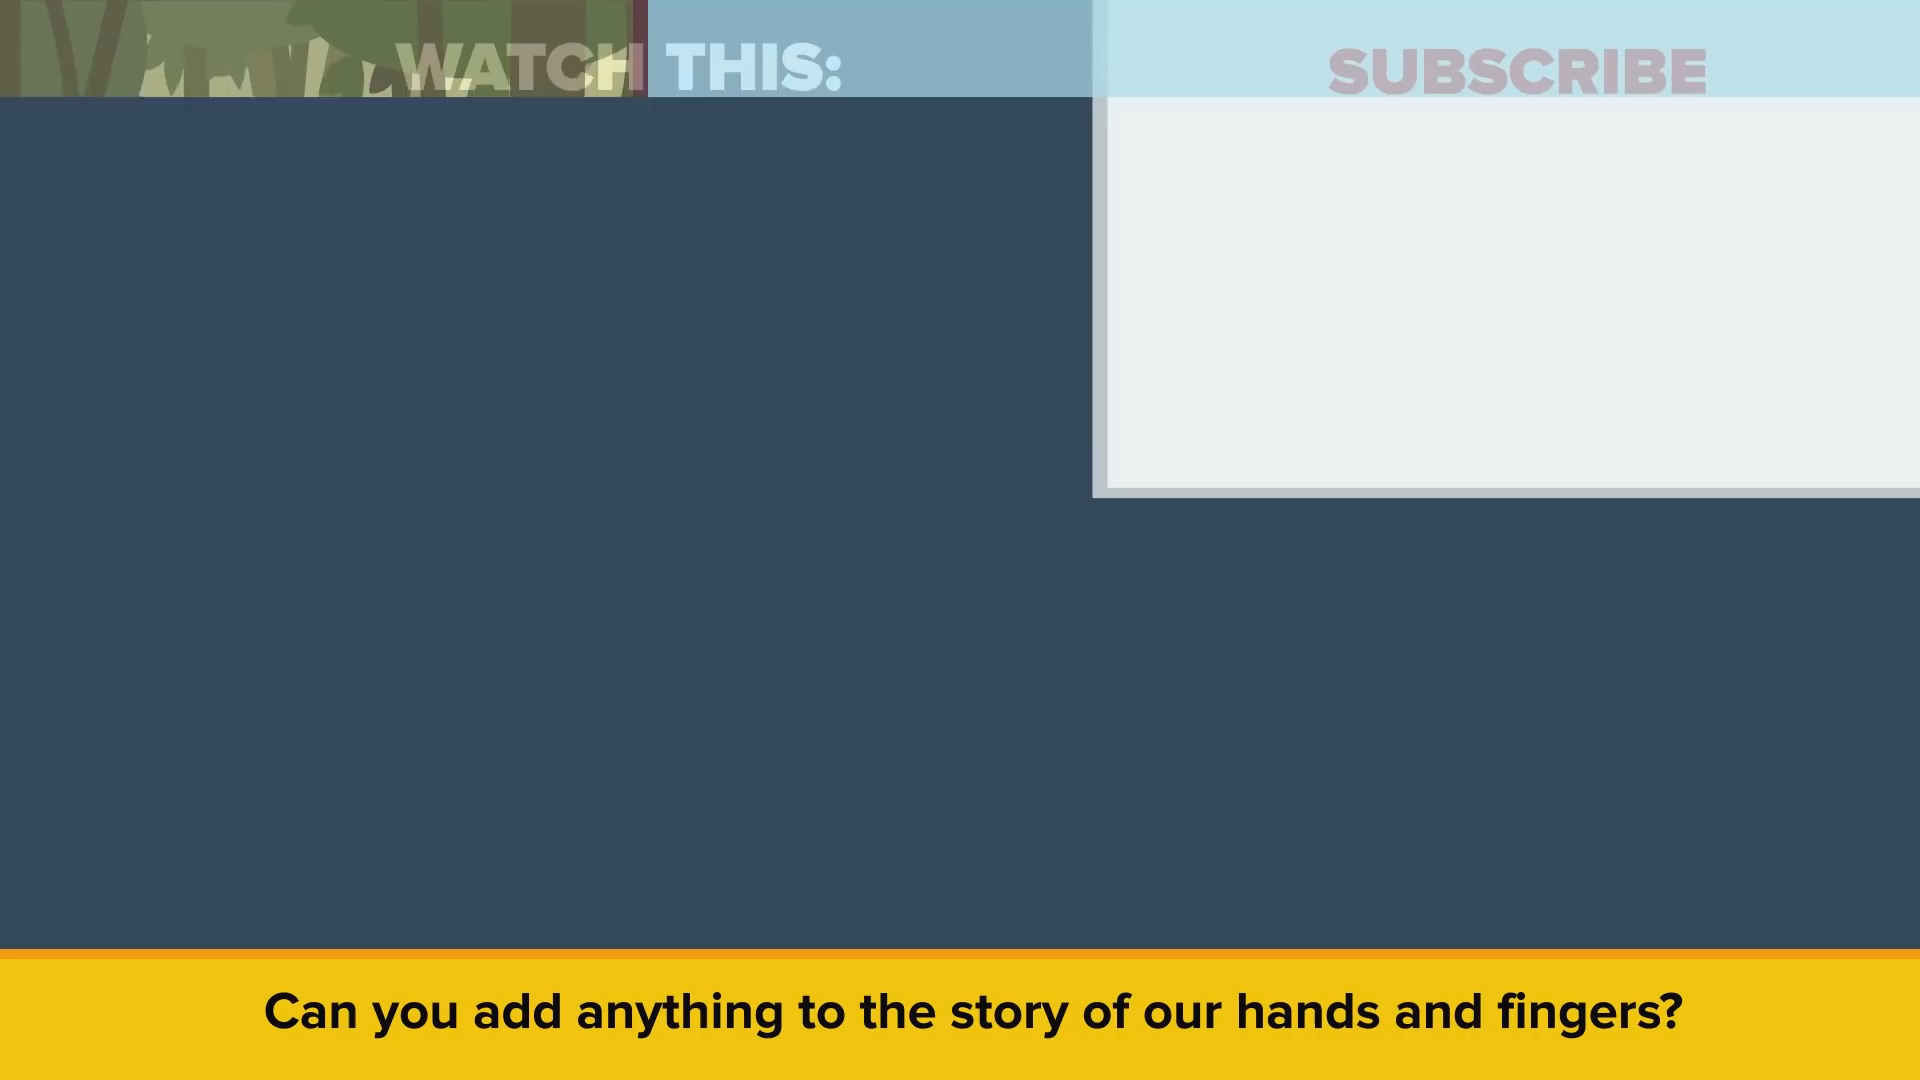 WATCH THIS:
SUBSCRIBE
Can you add anything to the story of our hands and fingers?